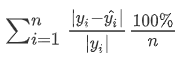 ∑ⁿᵢ₌₁ |yᵢ−ŷᵢ| / |yᵢ| 100% / n